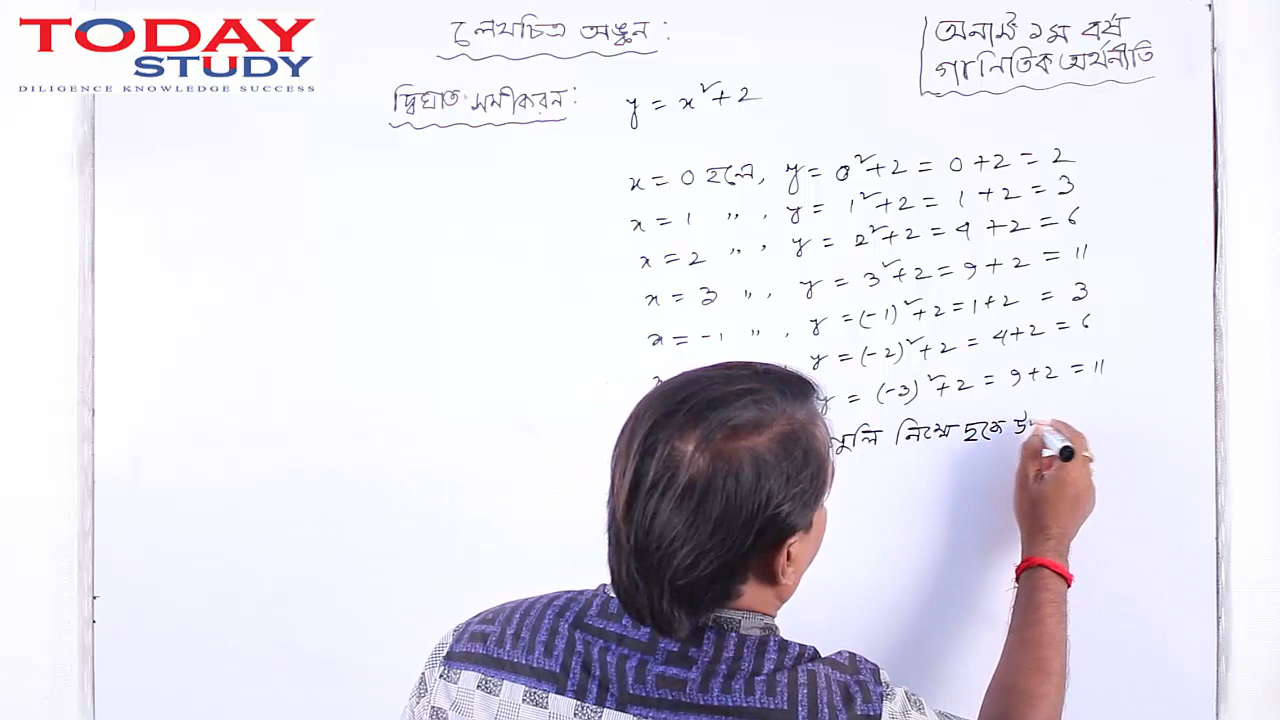 TODAY
STUDY
DILIGENCE KNOWLEDGE SUCCESS
লেখচিত্র অঙ্কন :
অনার্স ১ম বর্ষ
গাণিতিক অর্থনীতি
দ্বিঘাত সমীকরন : y = x²+2
x = 0 হলে, y = 0²+2 = 0+2 = 2
x = 1 ,, , y = 1²+2 = 1+2 = 3
x = 2 ,, , y = 2²+2 = 4+2 = 6
x = 3 ,, , y = 3²+2 = 9+2 = 11
x = -1 ,, , y = (-1)²+2 = 1+2 = 3
y = (-2)²+2 = 4+2 = 6
y = (-3)²+2 = 9+2 = 11
নিম্নে ছকে